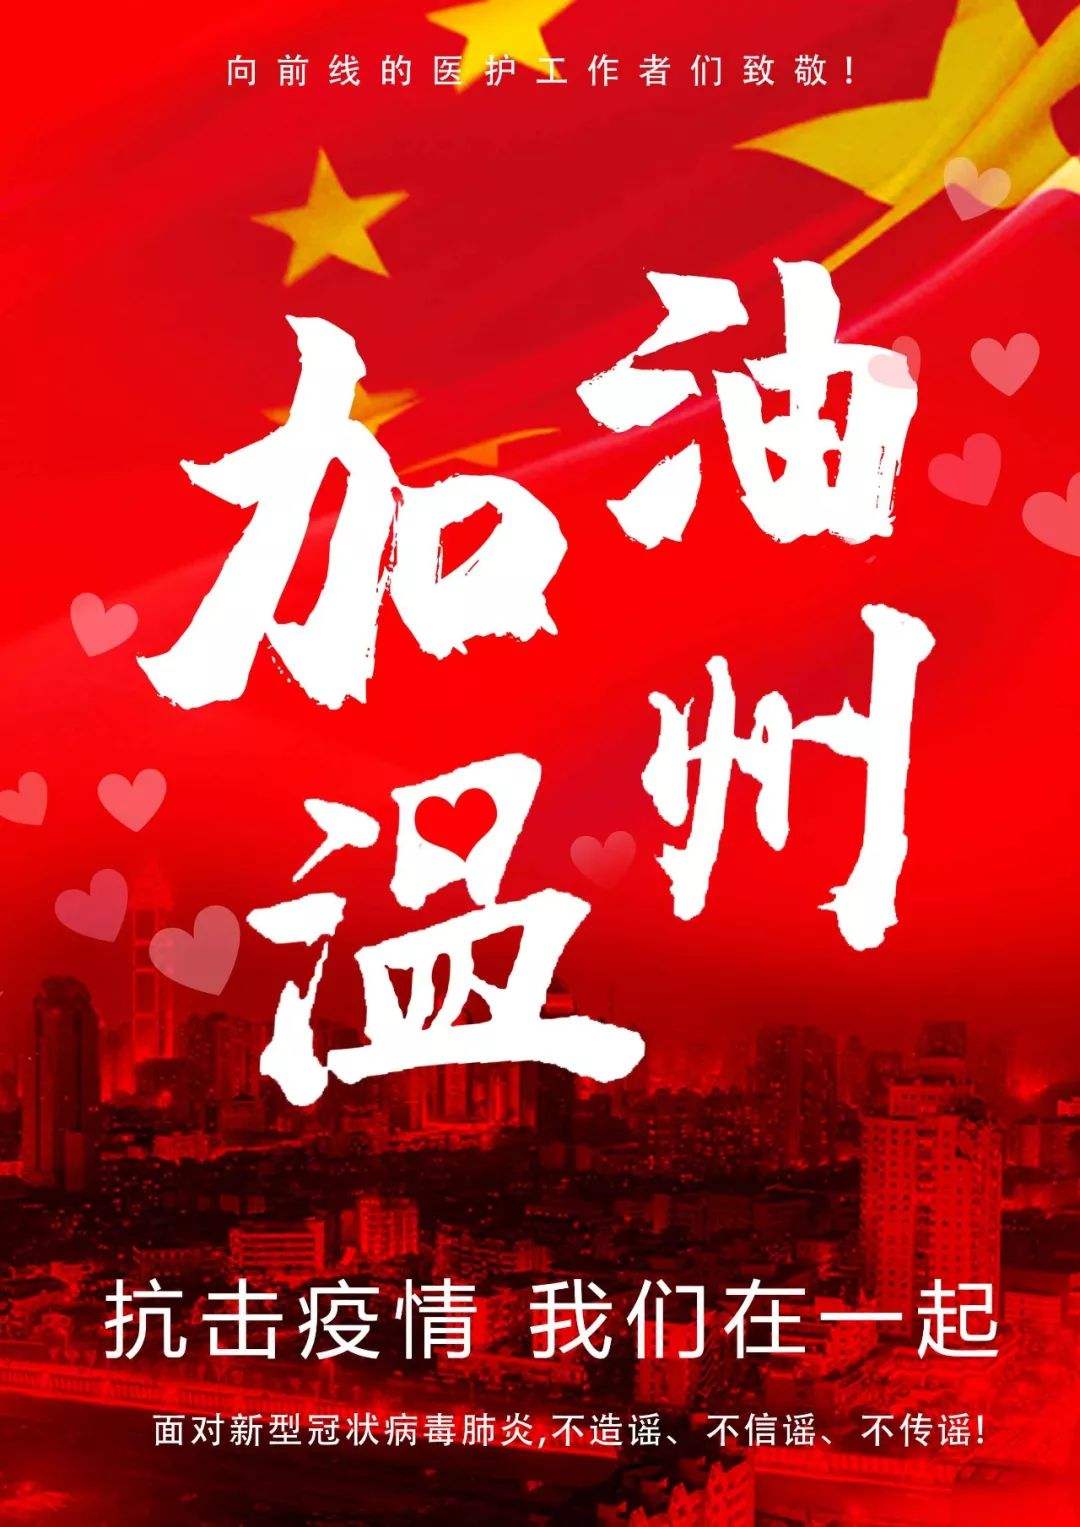 向前线的医护工作者们致敬！
加油
温州
抗击疫情 我们在一起
面对新型冠状病毒肺炎,不造谣、不信谣、不传谣!